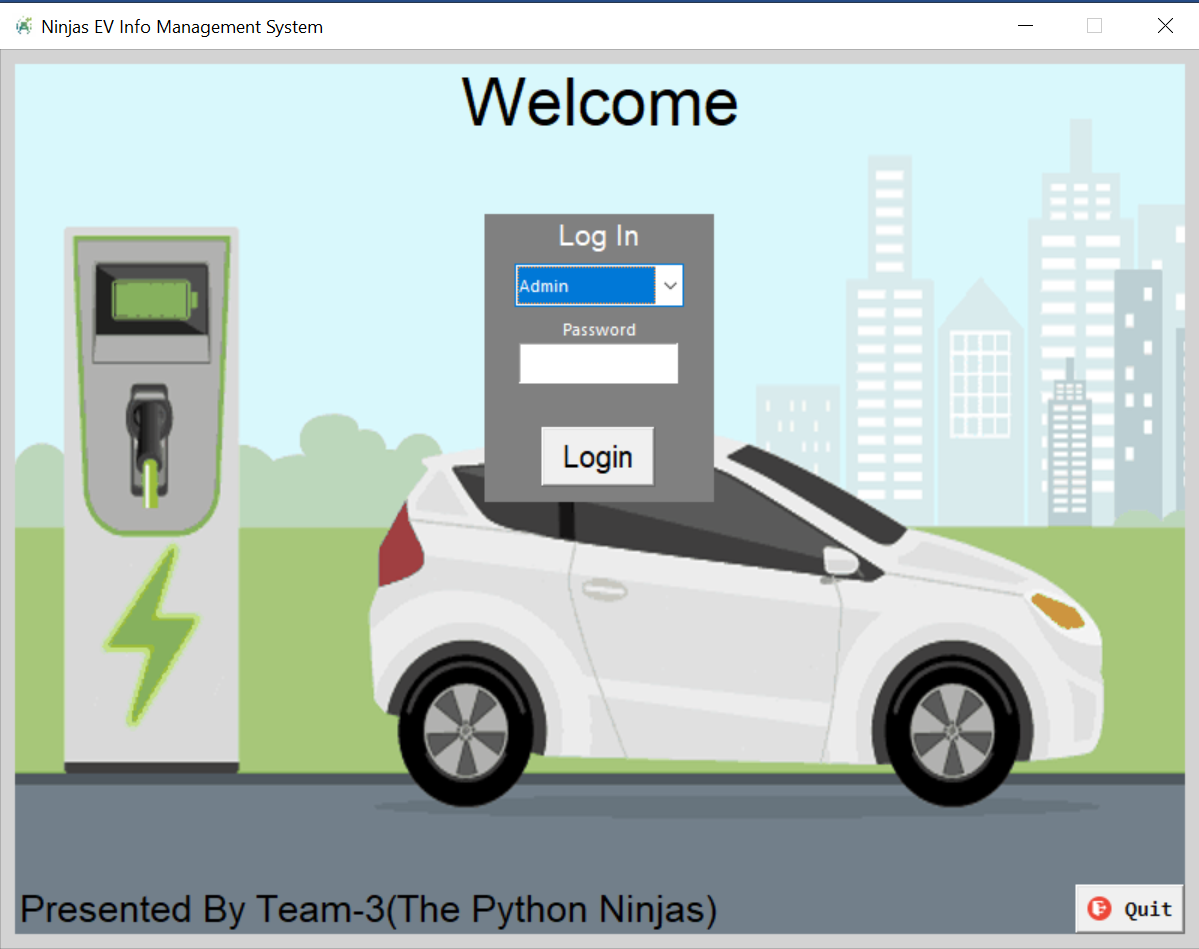 Ninjas EV Info Management System
Welcome
Log In
Admin
Password
Login
Presented By Team-3(The Python Ninjas)
Quit